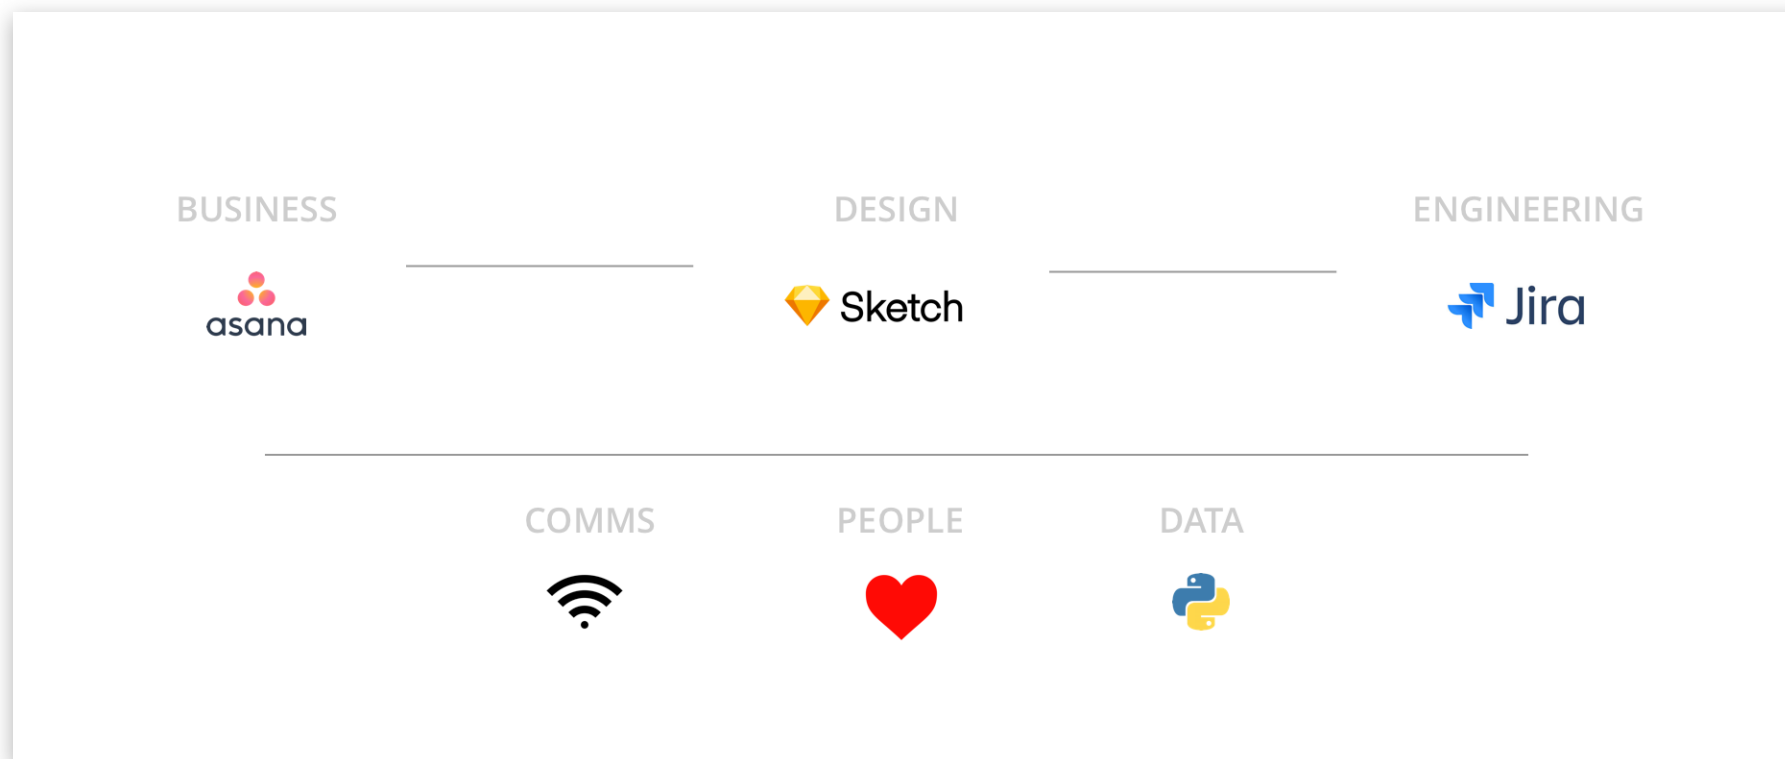 BUSINESS
DESIGN
ENGINEERING
asana
Sketch
Jira
COMMS
PEOPLE
DATA